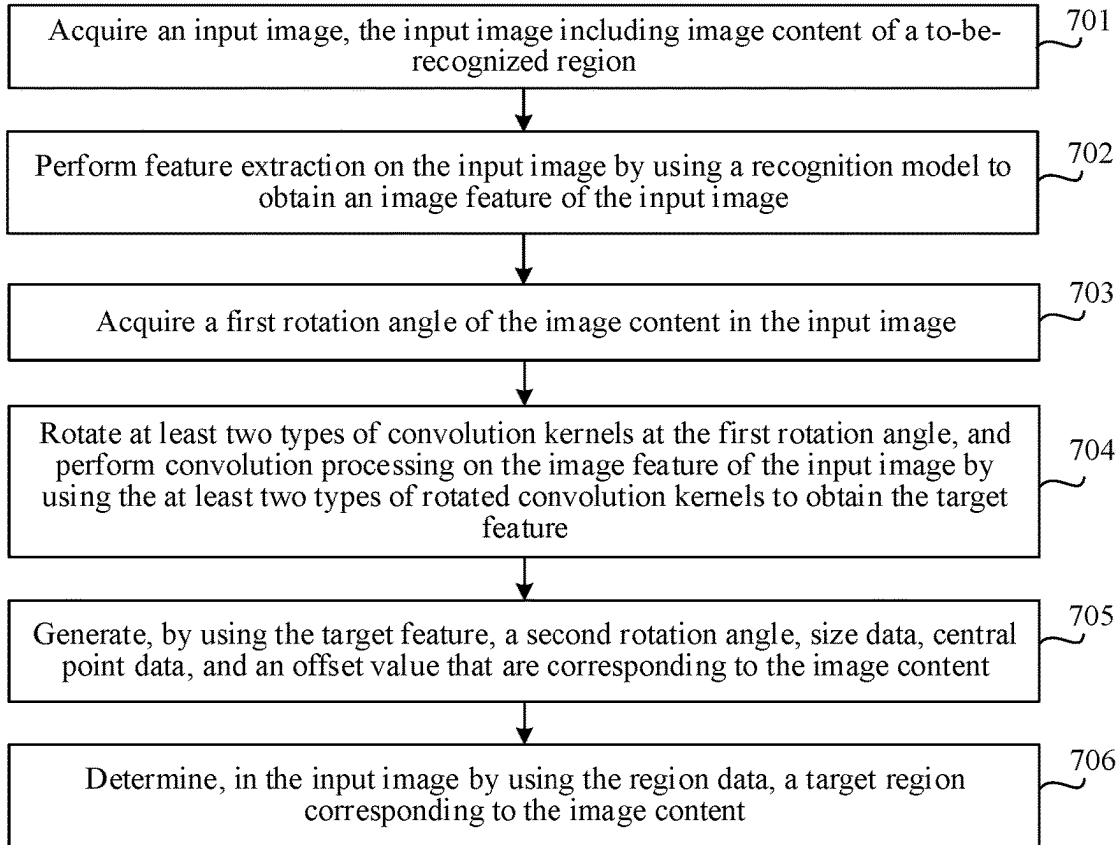 Acquire an input image, the input image including image content of a to-be-
recognized region
701
Perform feature extraction on the input image by using a recognition model to
obtain an image feature of the input image
702
Acquire a first rotation angle of the image content in the input image
703
Rotate at least two types of convolution kernels at the first rotation angle, and
perform convolution processing on the image feature of the input image by
using the at least two types of rotated convolution kernels to obtain the target
feature
704
Generate, by using the target feature, a second rotation angle, size data, central
point data, and an offset value that are corresponding to the image content
705
Determine, in the input image by using the region data, a target region
corresponding to the image content
706